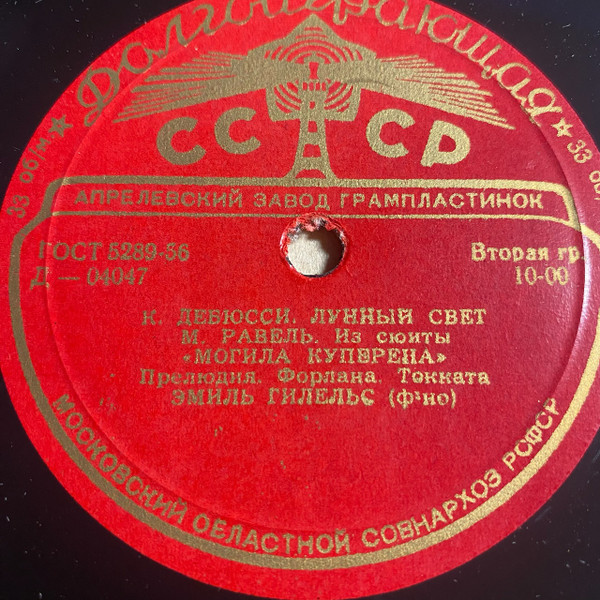 Долгоиграющая
33 об/м.
33 об/
СССР
АПРЕЛЕВСКИЙ ЗАВОД ГРАМПЛАСТИНОК
ГОСТ 5289-56
Вторая гр.
Д — 04047
10-00
К. ДЕБЮССИ. ЛУННЫЙ СВЕТ
М. РАВЕЛЬ. Из сюиты
«МОГИЛА КУПЕРЕНА»
Прелюдия. Форлана. Токката
ЭМИЛЬ ГИЛЕЛЬС (ф-но)
МОСКОВСКИЙ ОБЛАСТНОЙ СОВНАРХОЗ РСФСР